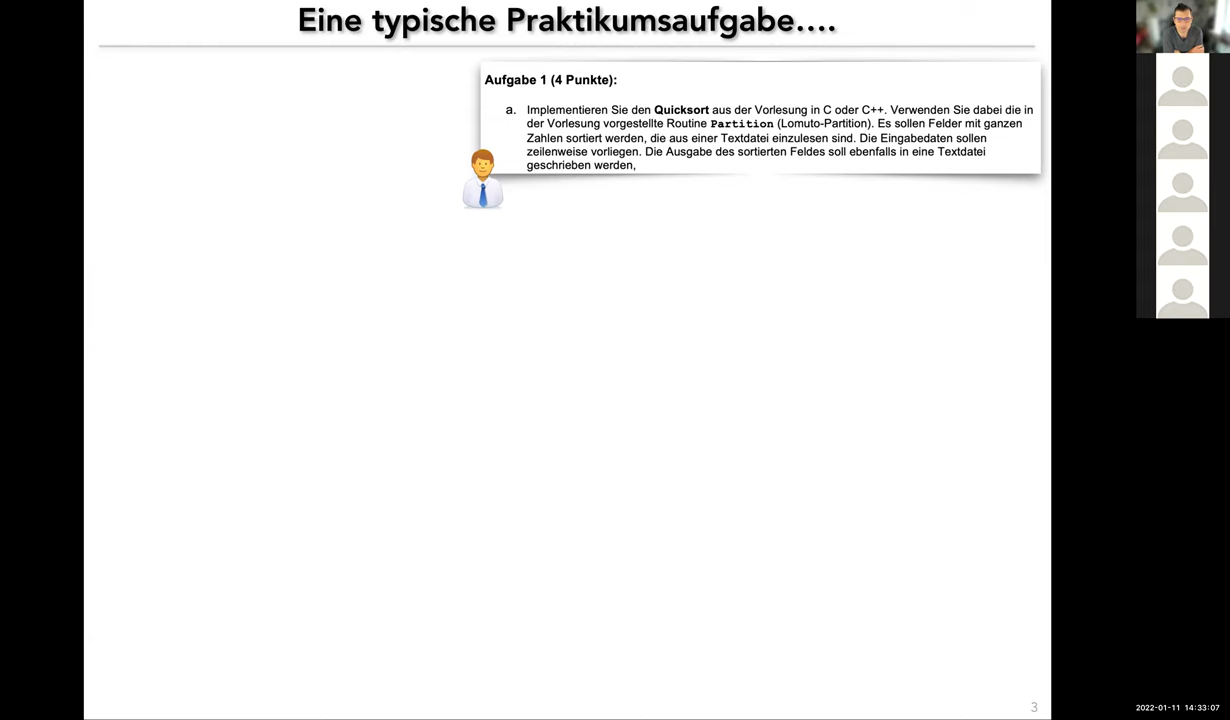 Eine typische Praktikumsaufgabe....
Aufgabe 1 (4 Punkte):
a. Implementieren Sie den Quicksort aus der Vorlesung in C oder C++. Verwenden Sie dabei die in
der Vorlesung vorgestellte Routine Partition (Lomuto-Partition). Es sollen Felder mit ganzen
Zahlen sortiert werden, die aus einer Textdatei einzulesen sind. Die Eingabedaten sollen
zeilenweise vorliegen. Die Ausgabe des sortierten Feldes soll ebenfalls in eine Textdatei
geschrieben werden,
3
2022-01-11 14:33:07